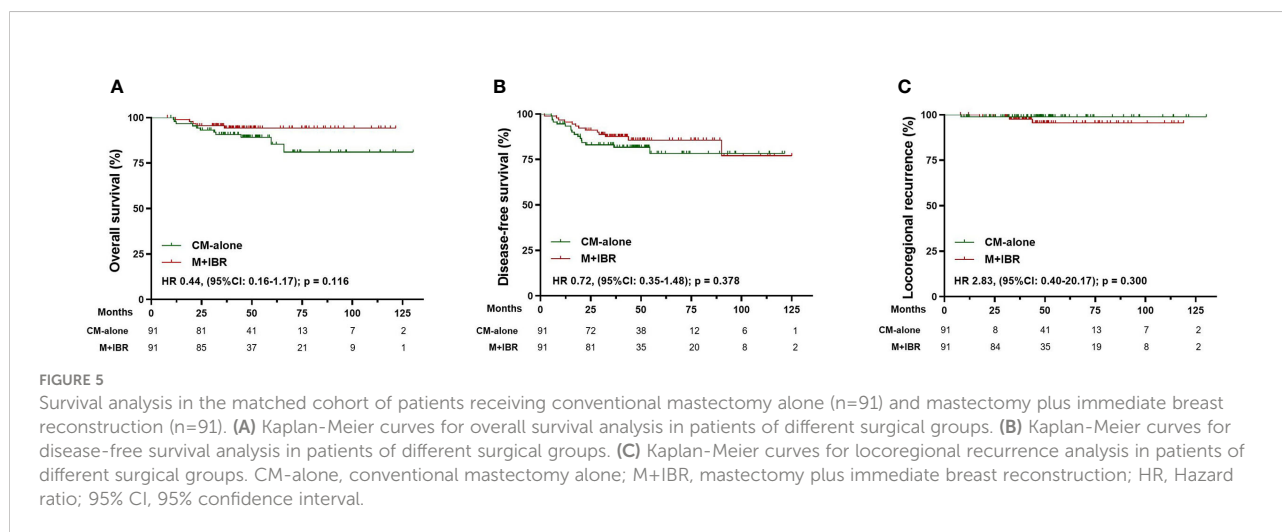 A
B
C
Overall survival (%)
100
75
50
25
0
CM-alone
M+IBR
HR 0.44, (95%CI: 0.16-1.17); p = 0.116
Months 0 25 50 75 100 125
CM-alone 91 81 41 13 7 2
M+IBR 91 85 37 21 9 1
Disease-free survival (%)
100
75
50
25
0
CM-alone
M+IBR
HR 0.72, (95%CI: 0.35-1.48); p = 0.378
Months 0 25 50 75 100 125
CM-alone 91 72 38 12 6 1
M+IBR 91 81 35 20 8 2
Locoregional recurrence (%)
100
75
50
25
0
CM-alone
M+IBR
HR 2.83, (95%CI: 0.40-20.17); p = 0.300
Months 0 25 50 75 100 125
CM-alone 91 8 41 13 7 2
M+IBR 91 84 35 19 8 2
FIGURE 5
Survival analysis in the matched cohort of patients receiving conventional mastectomy alone (n=91) and mastectomy plus immediate breast
reconstruction (n=91). (A) Kaplan-Meier curves for overall survival analysis in patients of different surgical groups. (B) Kaplan-Meier curves for
disease-free survival analysis in patients of different surgical groups. (C) Kaplan-Meier curves for locoregional recurrence analysis in patients of
different surgical groups. CM-alone, conventional mastectomy alone; M+IBR, mastectomy plus immediate breast reconstruction; HR, Hazard
ratio; 95% CI, 95% confidence interval.